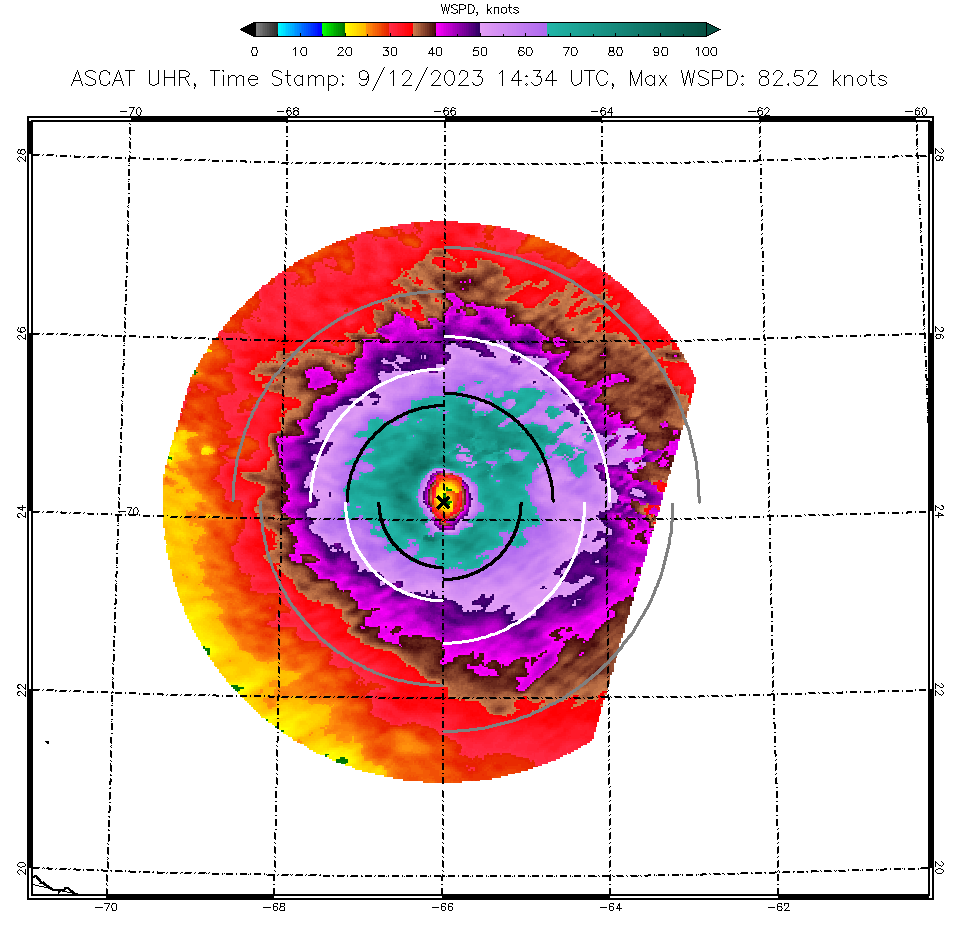 WSPD, knots
0 10 20 30 40 50 60 70 80 90 100
ASCAT UHR, Time Stamp: 9/12/2023 14:34 UTC, Max WSPD: 82.52 knots
−70 −68 −66 −64 −62 −60
28 28
26 26
24 −70 24
22 22
20 20
−70 −68 −66 −64 −62